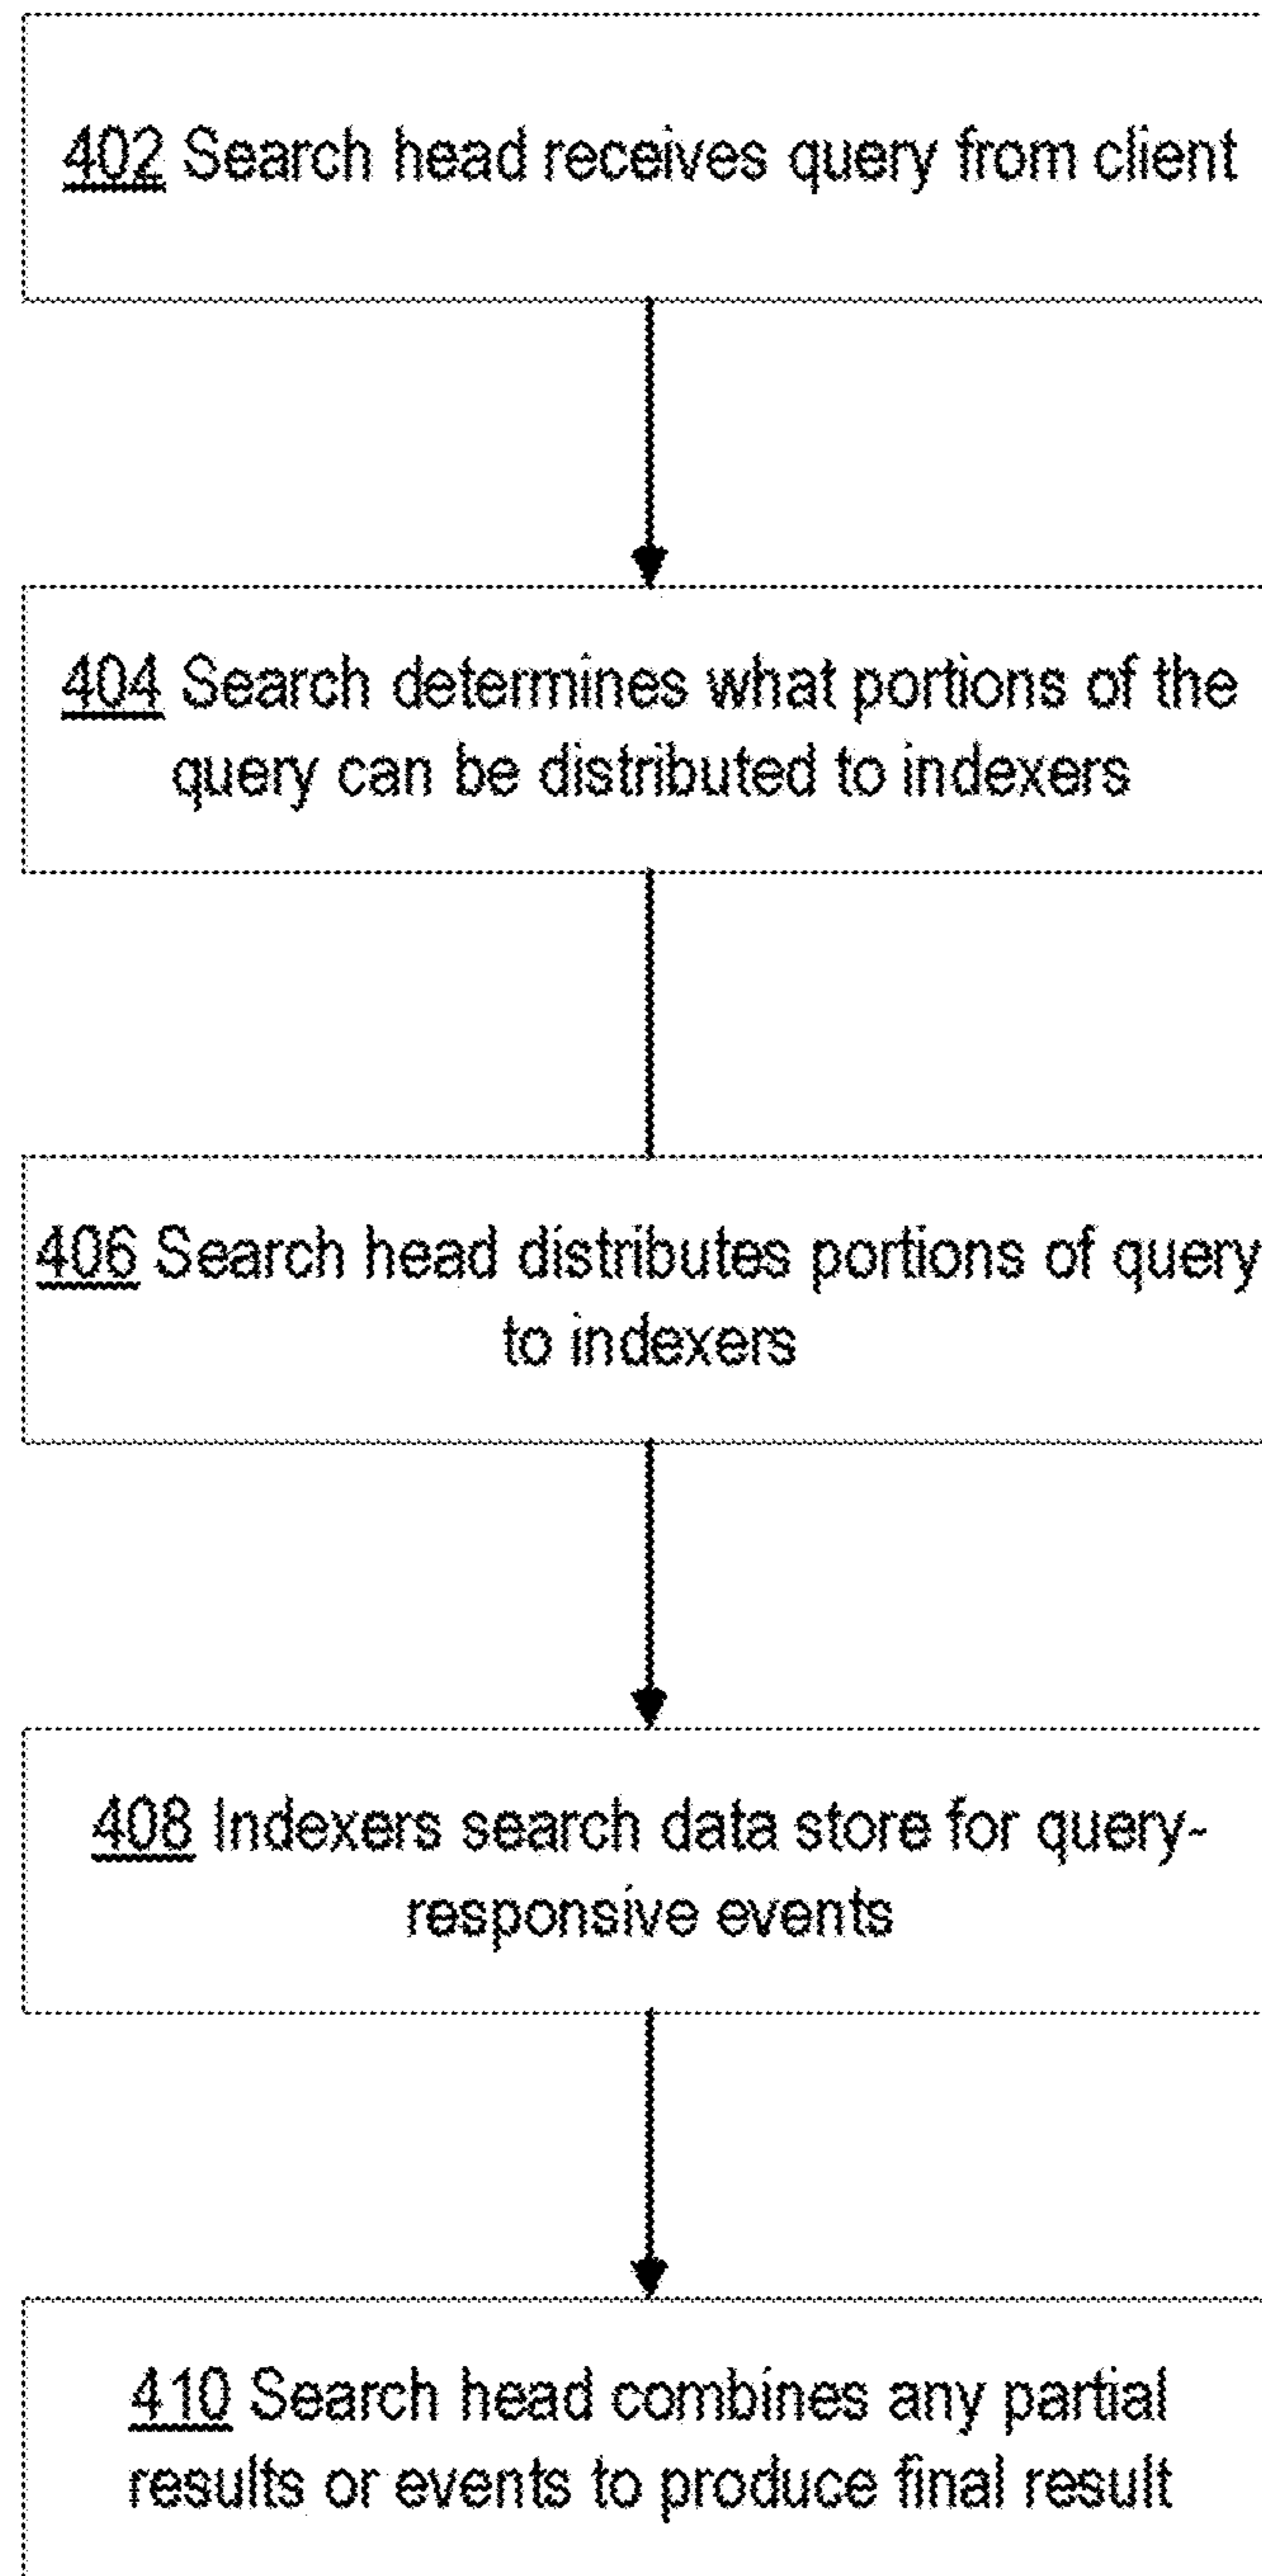 402 Search head receives query from client
404 Search determines what portions of the
query can be distributed to indexers
406 Search head distributes portions of query
to indexers
408 Indexers search data store for query-
responsive events
410 Search head combines any partial
results or events to produce final result